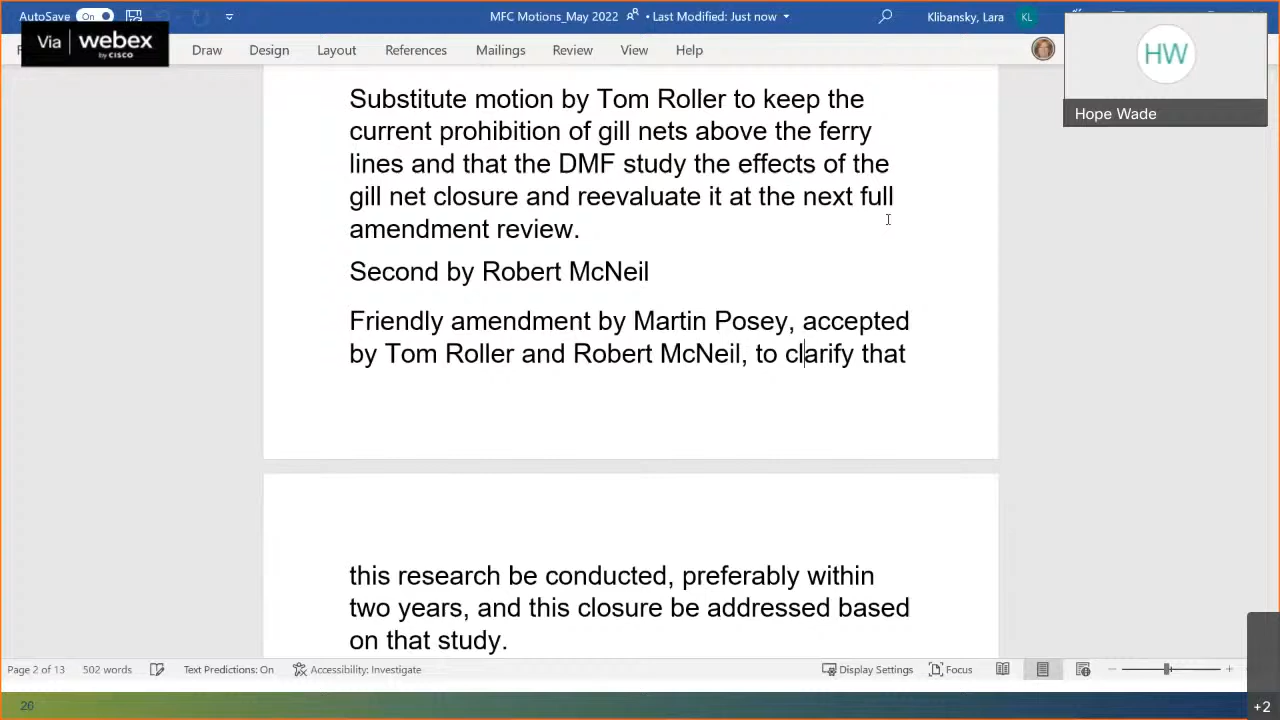 AutoSave On MFC Motions_May 2022 • Last Modified: Just now Klibansky, Lara KL
Via webex
by CISCO
Draw Design Layout References Mailings Review View Help
HW
Hope Wade
Substitute motion by Tom Roller to keep the
current prohibition of gill nets above the ferry
lines and that the DMF study the effects of the
gill net closure and reevaluate it at the next full
amendment review.
Second by Robert McNeil
Friendly amendment by Martin Posey, accepted
by Tom Roller and Robert McNeil, to clarify that
this research be conducted, preferably within
two years, and this closure be addressed based
on that study.
Page 2 of 13 502 words Text Predictions: On Accessibility: Investigate Display Settings Focus
26
+2